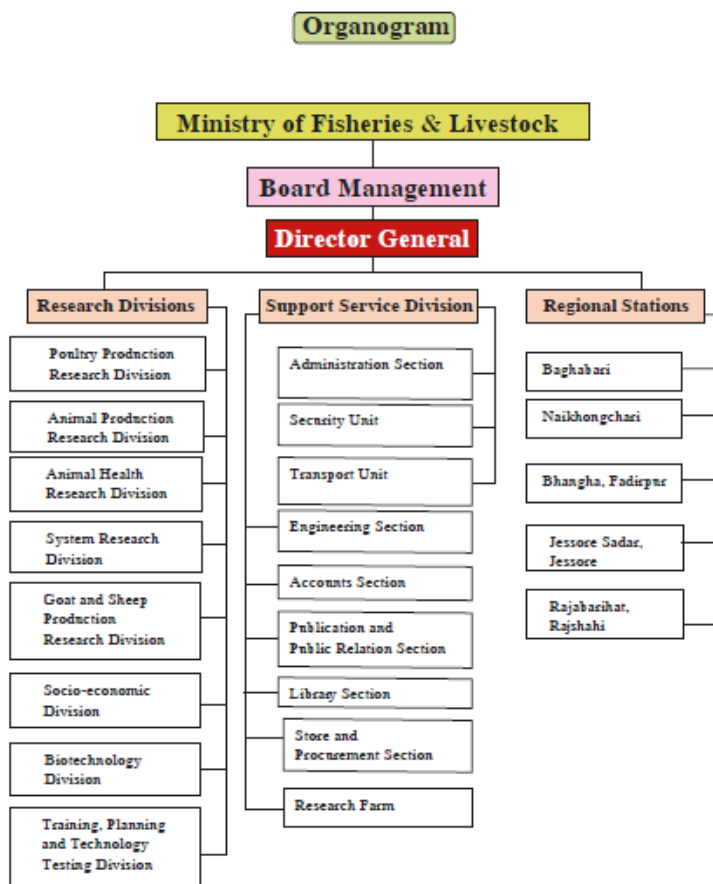 Organogram
Ministry of Fisheries & Livestock
Board Management
Director General
Research Divisions
Poultry Production
Research Division
Animal Production
Research Division
Animal Health
Research Division
System Research
Division
Goat and Sheep
Production
Research Division
Socio-economic
Division
Biotechnology
Division
Training, Planning
and Technology
Testing Division
Support Service Division
Administration Section
Security Unit
Transport Unit
Engineering Section
Accounts Section
Publication and
Public Relation Section
Library Section
Store and
Procurement Section
Research Farm
Regional Stations
Baghabari
Naikhongchari
Bhangha, Fadirpur
Jessore Sadar,
Jessore
Rajabarihat,
Rajshahi